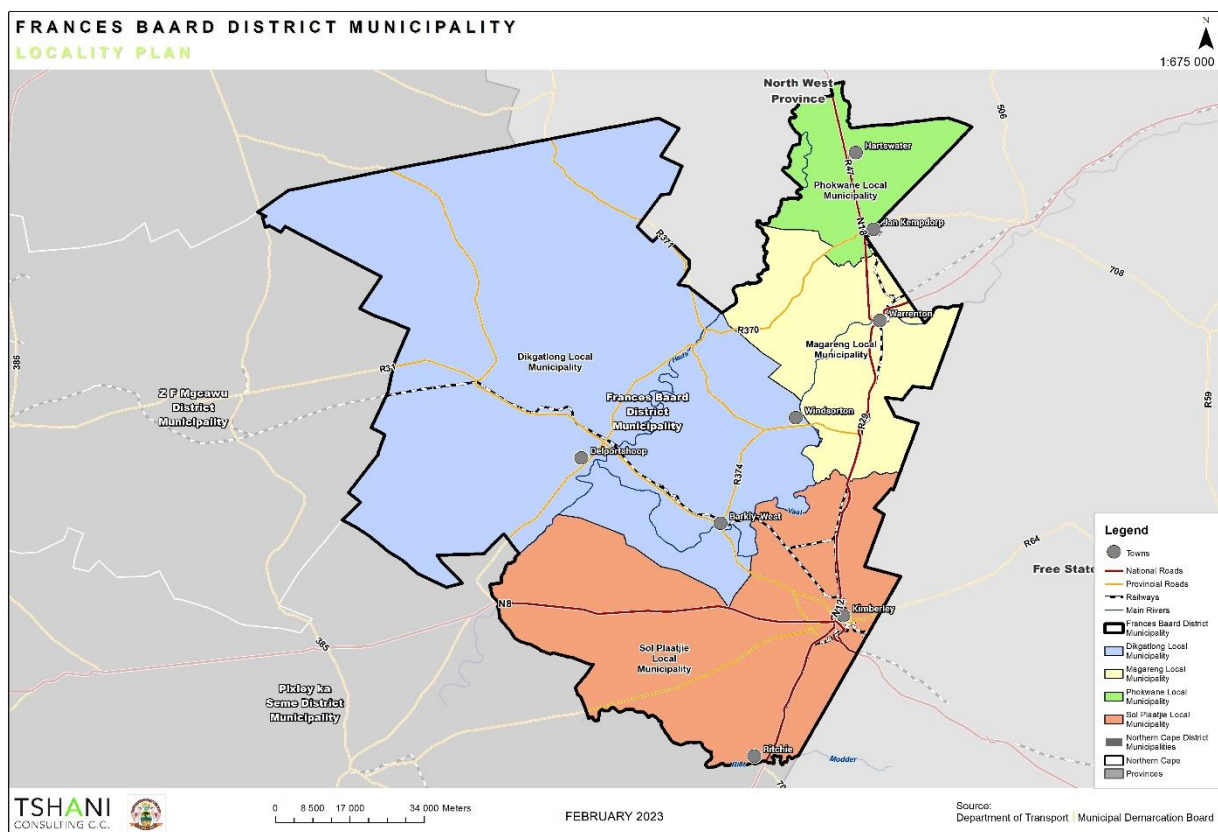 FRANCES BAARD DISTRICT MUNICIPALITY
LOCALITY PLAN
N
1:675 000
North West
Province
506
Hartswater
R47
Phokwane Local
Municipality
Jan Kempdorp
N18
R371
708
Warrenton
R370
Magareng Local
Municipality
Harts
Dikgatlong Local
Municipality
R31
386
Z F Mgcawu
District
Municipality
Frances Baard
District
Municipality
R59
Windsorton
R29
Delportshoop
R374
Vaal
Barkly-West
R64
Free State
N8
N12
Kimberley
385
Sol Plaatjie
Local
Municipality
Pixley ka
Seme District
Municipality
Ritchie
Riet
Modder
Legend
Towns
National Roads
Provincial Roads
Railways
Main Rivers
Frances Baard District
Municipality
Dikgatlong Local
Municipality
Magareng Local
Municipality
Phokwane Local
Municipality
Sol Plaatjie Local
Municipality
Northern Cape District
Municipalities
Northern Cape
Provinces
TSHANI
CONSULTING C.C.
0 8 500 17 000 34 000 Meters
FEBRUARY 2023
Source:
Department of Transport | Municipal Demarcation Board